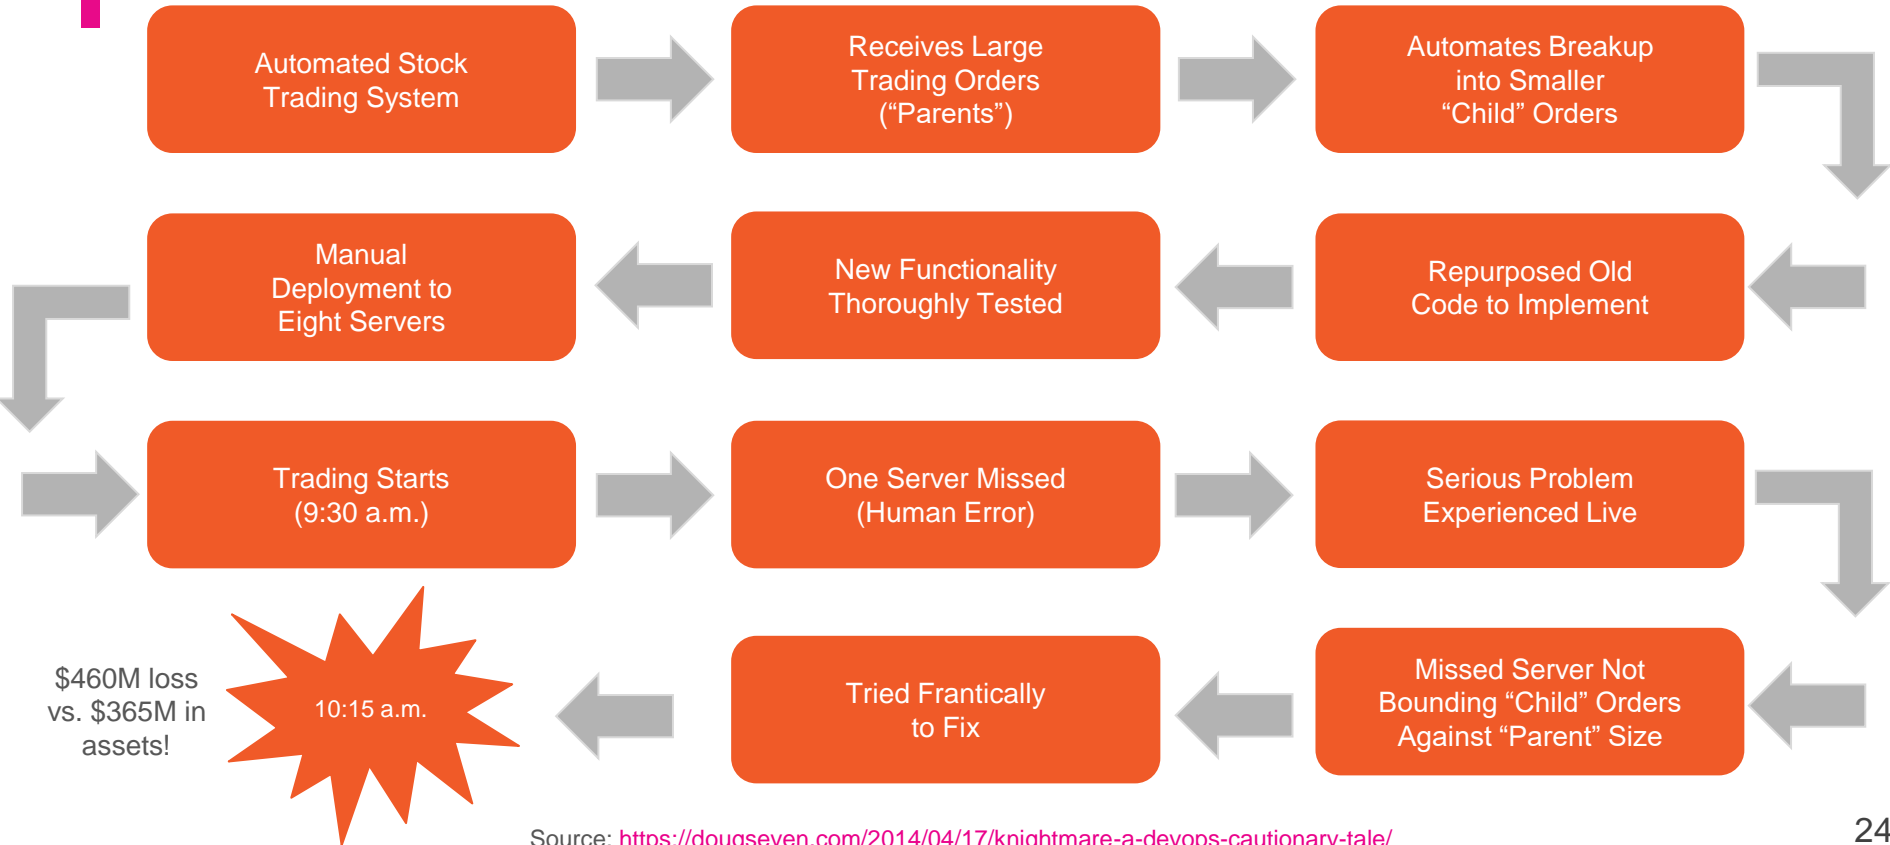 Automated Stock
Trading System
Receives Large
Trading Orders
(“Parents”)
Automates Breakup
into Smaller
“Child” Orders
Repurposed Old
Code to Implement
New Functionality
Thoroughly Tested
Manual
Deployment to
Eight Servers
Trading Starts
(9:30 a.m.)
One Server Missed
(Human Error)
Serious Problem
Experienced Live
Missed Server Not
Bounding “Child” Orders
Against “Parent” Size
Tried Frantically
to Fix
10:15 a.m.
$460M loss
vs. $365M in
assets!
Source: https://dougseven.com/2014/04/17/knightmare-a-devops-cautionary-tale/
24